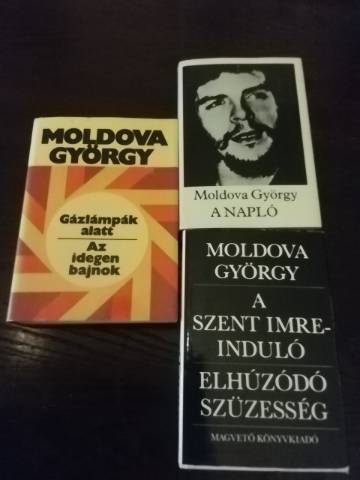 MOLDOVA
GYÖRGY
Gázlámpák
alatt
Az
idegen
bajnok
Moldova György
A NAPLÓ
MOLDOVA
GYÖRGY
A
SZENT IMRE-
INDULÓ
ELHÚZÓDÓ
SZÜZESSÉG
MAGVETŐ KÖNYVKIADÓ